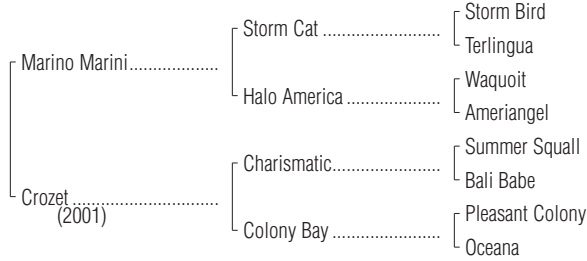 Storm Bird
Storm Cat ........................
Terlingua
Marino Marini...................
Waquoit
Halo America ...................
Ameriangel
Summer Squall
Charismatic......................
Bali Babe
Crozet ..............................
(2001)
Pleasant Colony
Colony Bay ......................
Oceana